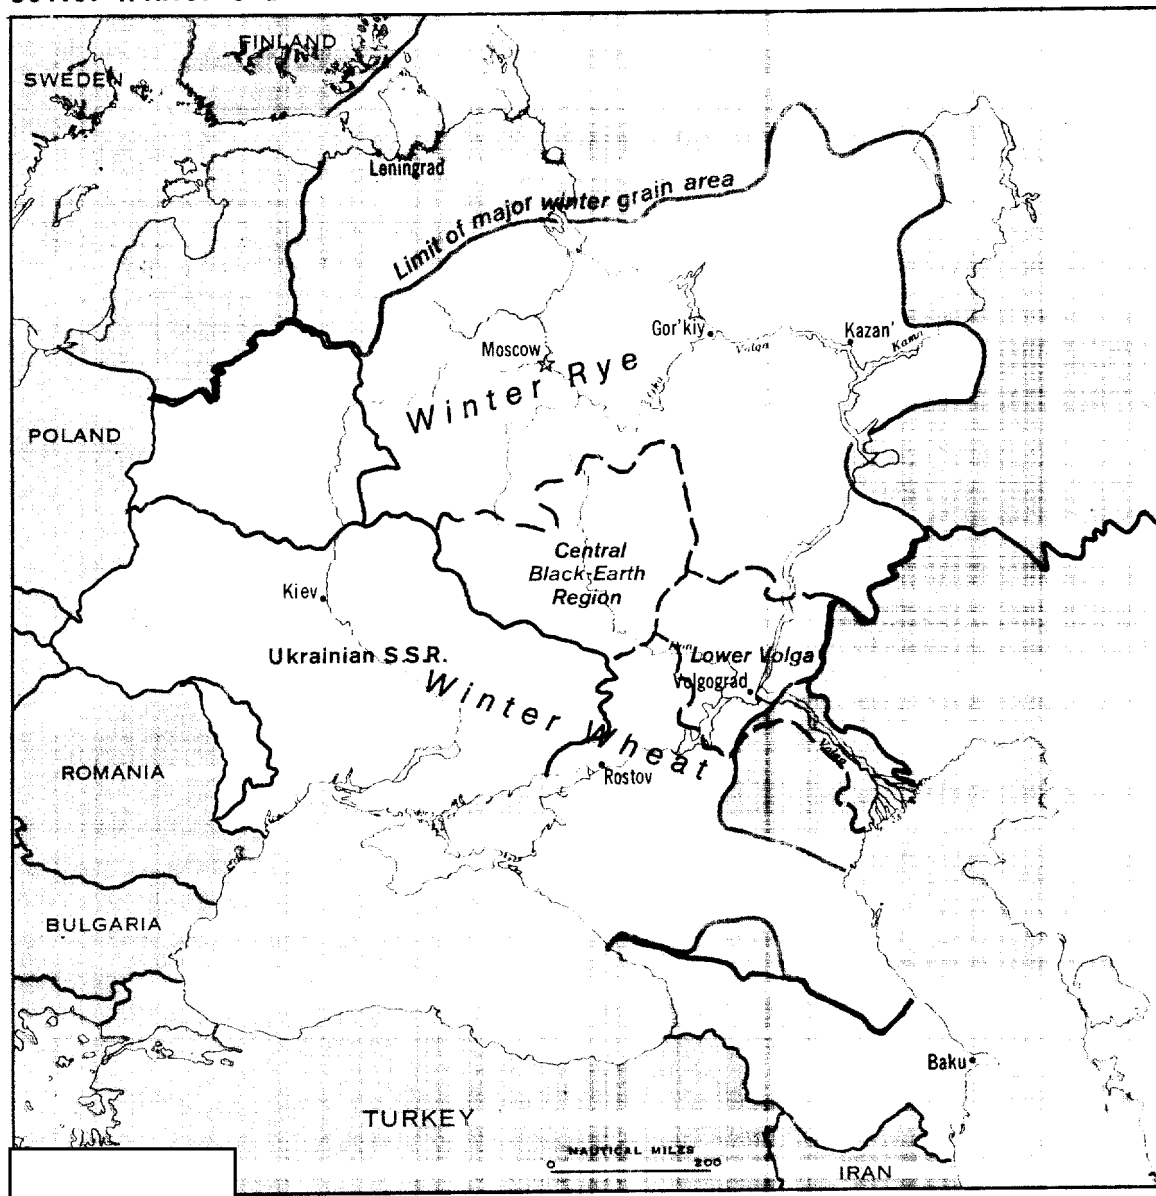 FINLAND
SWEDEN
Leningrad
Limit of major winter grain area
Gor'kiy
Kazan'
Moscow
Volga
Kama
Winter Rye
POLAND
Central
Black-Earth
Region
Kiev
Ukrainian S.S.R.
Lower Volga
Volgograd
Winter Wheat
Volga
ROMANIA
Rostov
BULGARIA
Baku
TURKEY
NAUTICAL MILES
0 200
IRAN